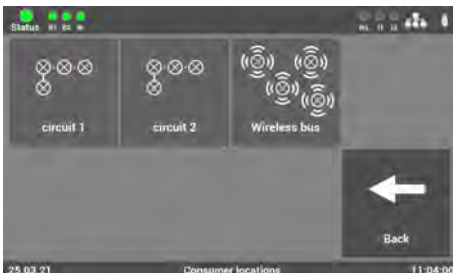 Status
circuit 1
circuit 2
Wireless bus
Back
25.03.21
Consumer locations
11:04:00